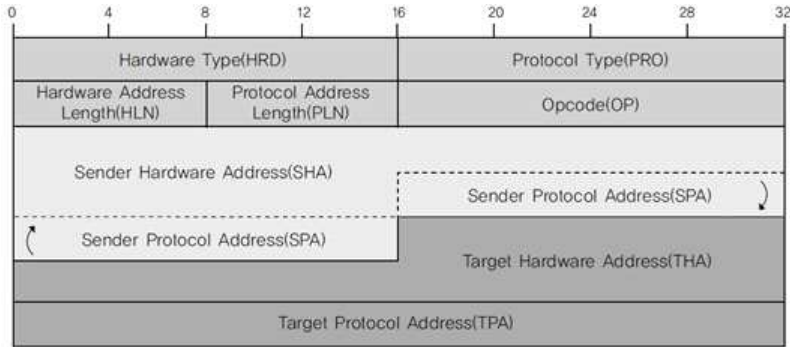 0 4 8 12 16 20 24 28 32
Hardware Type(HRD) Protocol Type(PRO)
Hardware Address Protocol Address Opcode(OP)
Length(HLN) Length(PLN)
Sender Hardware Address(SHA)
Sender Protocol Address(SPA)
Sender Protocol Address(SPA)
Target Hardware Address(THA)
Target Protocol Address(TPA)